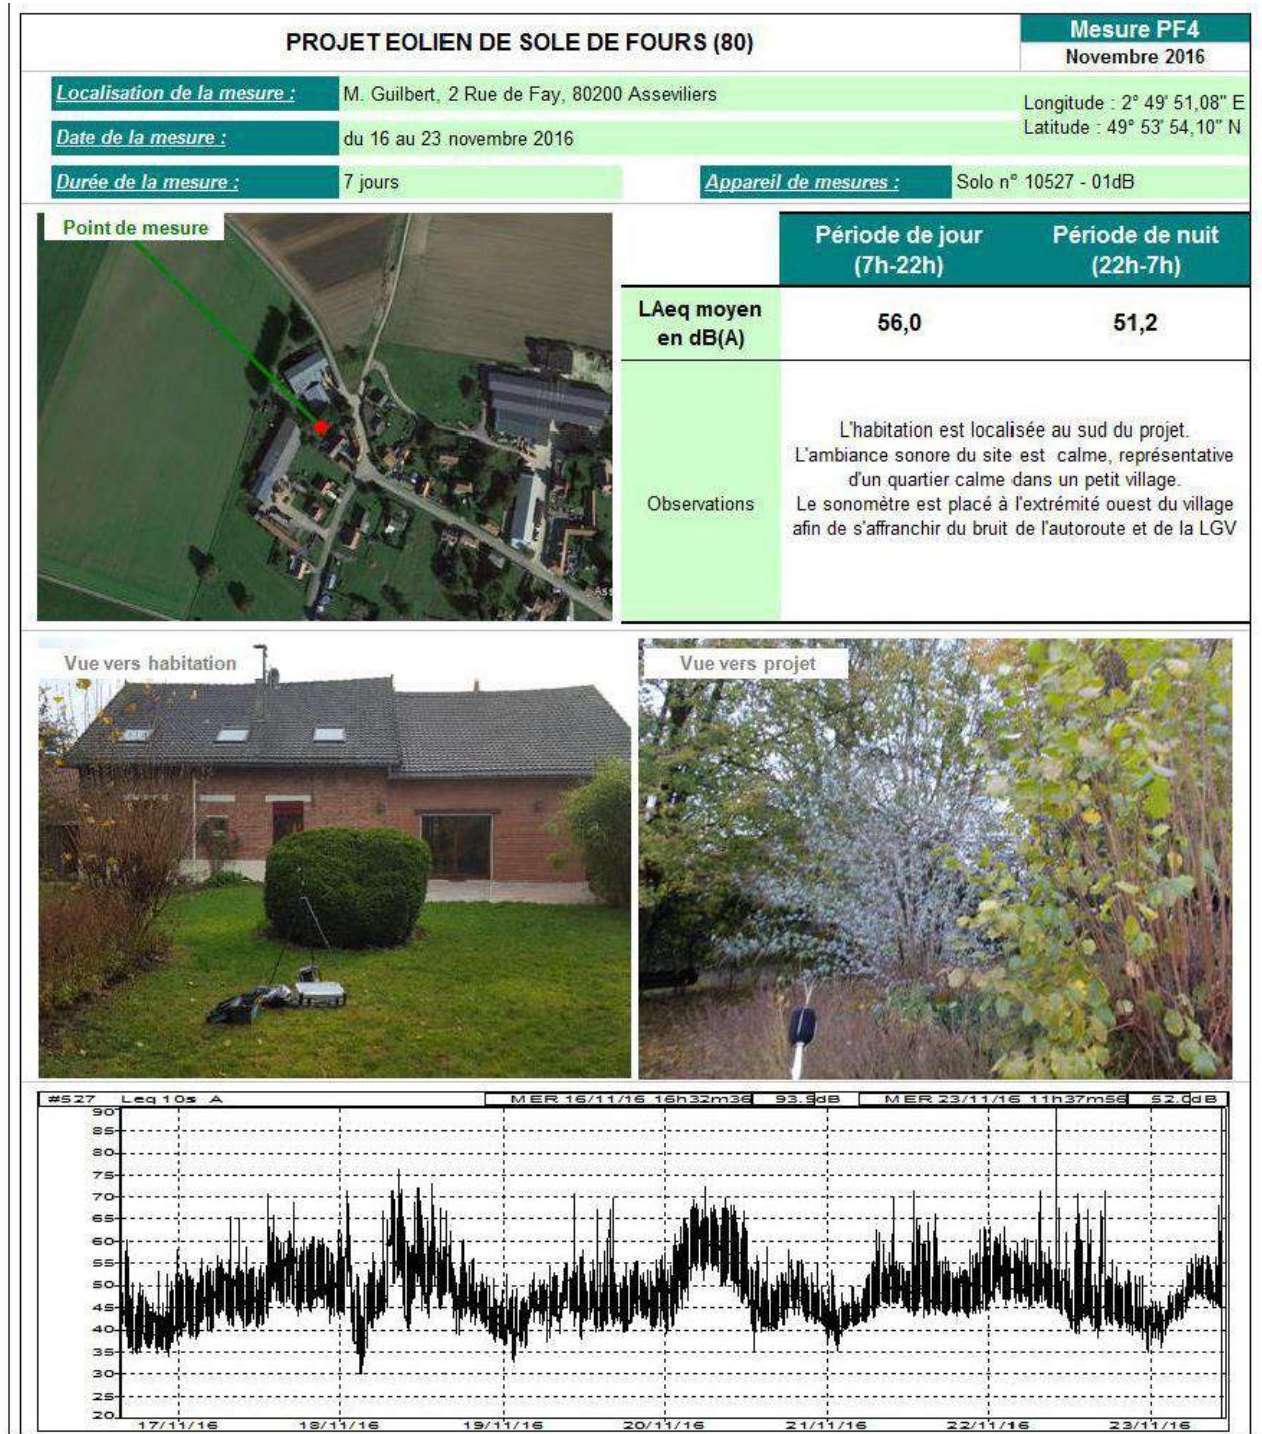 PROJET EOLIEN DE SOLE DE FOURS (80)
Mesure PF4
Novembre 2016
Localisation de la mesure :
M. Guilbert, 2 Rue de Fay, 80200 Asseviliers
Longitude : 2° 49' 51,08" E
Latitude : 49° 53' 54,10" N
Date de la mesure :
du 16 au 23 novembre 2016
Durée de la mesure :
7 jours
Appareil de mesures :
Solo n° 10527 - 01dB
Point de mesure
Période de jour
(7h-22h)
Période de nuit
(22h-7h)
LAeq moyen
en dB(A)
56,0
51,2
Observations
L'habitation est localisée au sud du projet.
L'ambiance sonore du site est calme, représentative
d'un quartier calme dans un petit village.
Le sonomètre est placé à l'extrémité ouest du village
afin de s'affranchir du bruit de l'autoroute et de la LGV
Vue vers habitation
Vue vers projet
#527 Leq 10s A
MER 16/11/16 16h32m36 93.9dB
MER 23/11/16 11h37m56 52.0dB
90
85
80
75
70
65
60
55
50
45
40
35
30
25
20
17/11/16
18/11/16
19/11/16
20/11/16
21/11/16
22/11/16
23/11/16